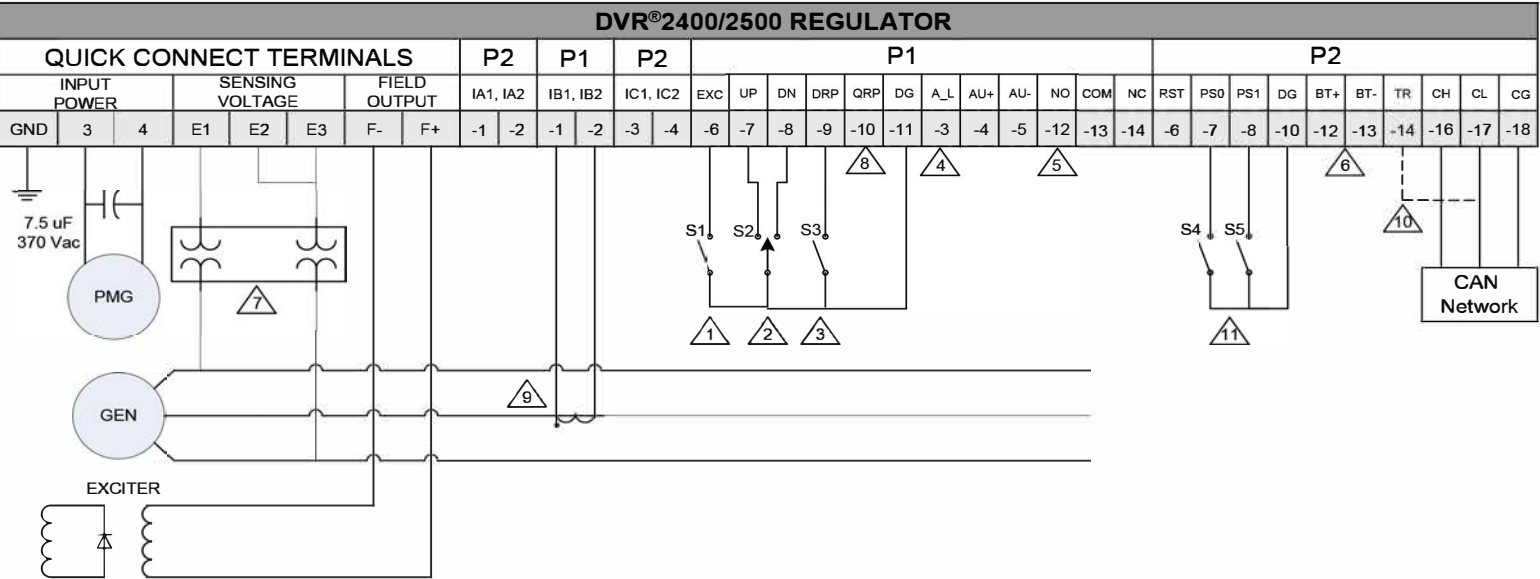 DVR®2400/2500 REGULATOR
QUICK CONNECT TERMINALS P2 P1 P2 P1 P2
INPUT POWER SENSING VOLTAGE FIELD OUTPUT IA1, IA2 IB1, IB2 IC1, IC2 EXC UP DN DRP QRP DG A_L AU+ AU- NO COM NC RST PS0 PS1 DG BT+ BT- TR CH CL CG
GND 3 4 E1 E2 E3 F- F+ -1 -2 -1 -2 -3 -4 -6 -7 -8 -9 -10 -11 -3 -4 -5 -12 -13 -14 -6 -7 -8 -10 -12 -13 -14 -16 -17 -18
8 4 5 6
7.5 uF
370 Vac
10
S1 S2 S3 S4 S5
PMG
7
CAN
Network
1 2 3 11
9
GEN
EXCITER